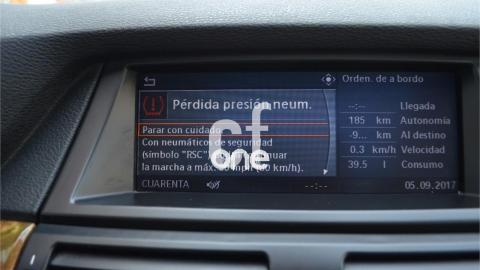 Pérdida presión neum.
Parar con cuidado.
Con neumáticos de seguridad
(símbolo "RSC")
la marcha a máx. mph. km/h).
CUARENTA --:--
Orden. de a bordo
--:-- Llegada
185 km Autonomía
-9... km Al destino
0.3 km/h Velocidad
39.5 l Consumo
05.09.2017
cf
one